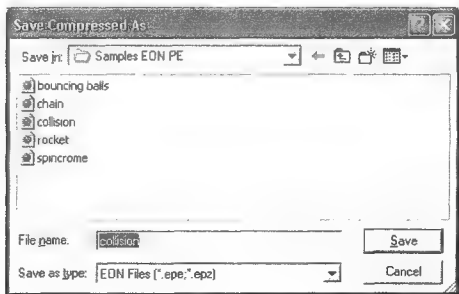 Save Compressed As
Save in: Samples EON PE
bouncing balls
chain
collision
rocket
spincrome
File name. collision Save
Save as type: EON Files (*.epe;*.epz) Cancel